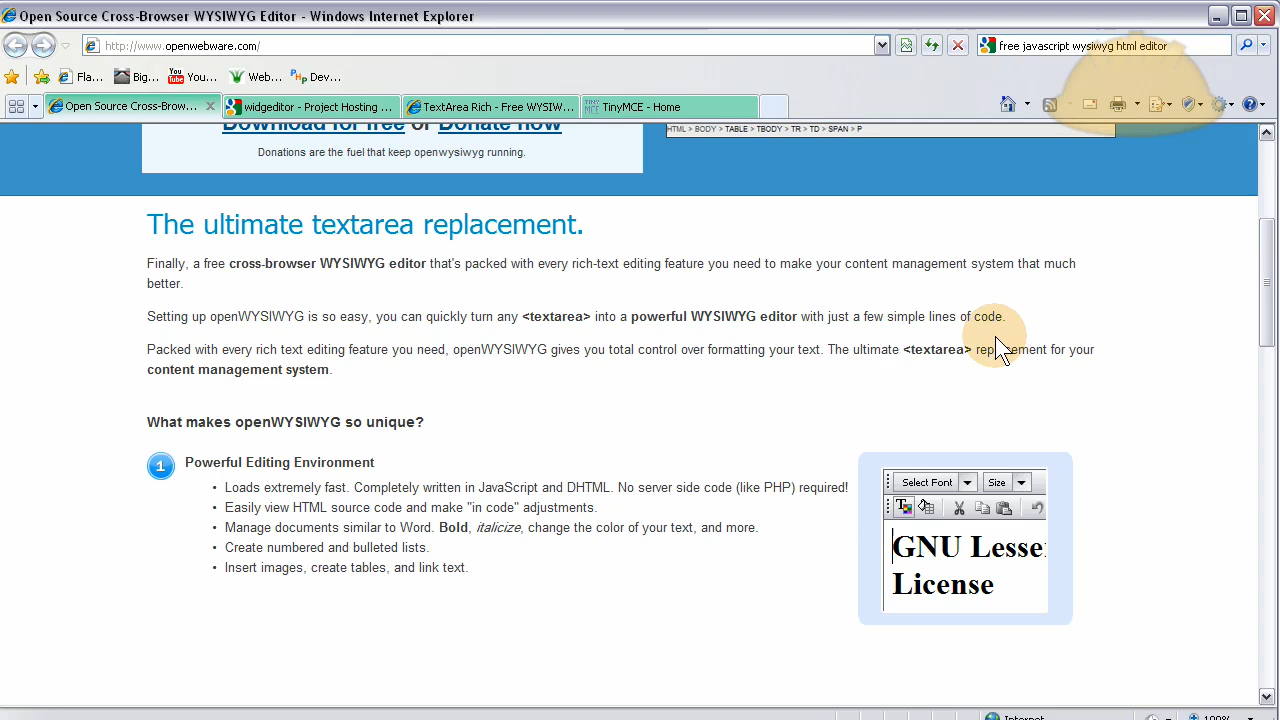 Open Source Cross-Browser WYSIWYG Editor - Windows Internet Explorer
http://www.openwebware.com/
free javascript wysiwyg html editor
Fla...
Big...
You Tube You...
Web...
Dev...
Open Source Cross-Brow...
widgeditor - Project Hosting ...
TextArea Rich - Free WYSIW...
TinyMCE - Home
Download for free or Donate now
HTML > BODY > TABLE > TBODY > TR > TD > SPAN > P
Donations are the fuel that keep openwysiwyg running.
The ultimate textarea replacement.
Finally, a free cross-browser WYSIWYG editor that's packed with every rich-text editing feature you need to make your content management system that much
better.
Setting up openWYSIWYG is so easy, you can quickly turn any <textarea> into a powerful WYSIWYG editor with just a few simple lines of code.
Packed with every rich text editing feature you need, openWYSIWYG gives you total control over formatting your text. The ultimate <textarea> replacement for your
content management system.
What makes openWYSIWYG so unique?
1 Powerful Editing Environment
• Loads extremely fast. Completely written in JavaScript and DHTML. No server side code (like PHP) required!
• Easily view HTML source code and make "in code" adjustments.
• Manage documents similar to Word. Bold, italicize, change the color of your text, and more.
• Create numbered and bulleted lists.
• Insert images, create tables, and link text.
Select Font
Size
GNU Lesser
License
Internet
100%